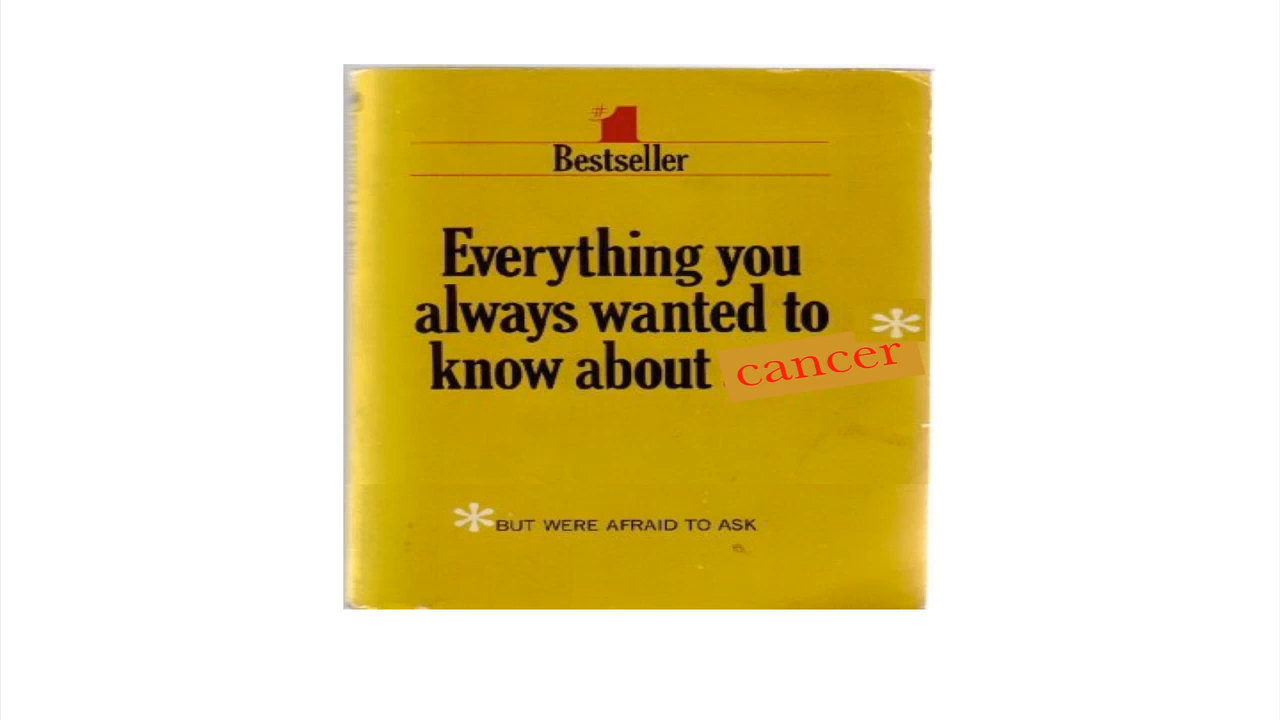 #1
Bestseller
Everything you
always wanted to
know about cancer*
*BUT WERE AFRAID TO ASK